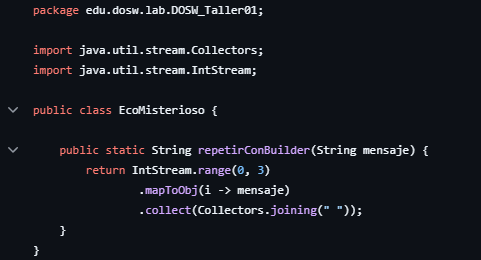 package edu.dosw.lab.DOSW_Taller01;
import java.util.stream.Collectors;
import java.util.stream.IntStream;
public class EcoMisterioso {
public static String repetirConBuilder(String mensaje) {
return IntStream.range(0, 3)
.mapToObj(i -> mensaje)
.collect(Collectors.joining(" "));
}
}